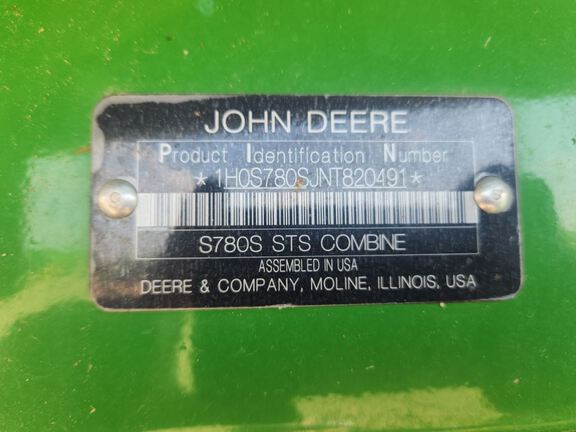 JOHN DEERE
Product Identification Number
*1H0S780SJNT820491*
S780S STS COMBINE
ASSEMBLED IN USA
DEERE & COMPANY, MOLINE, ILLINOIS, USA